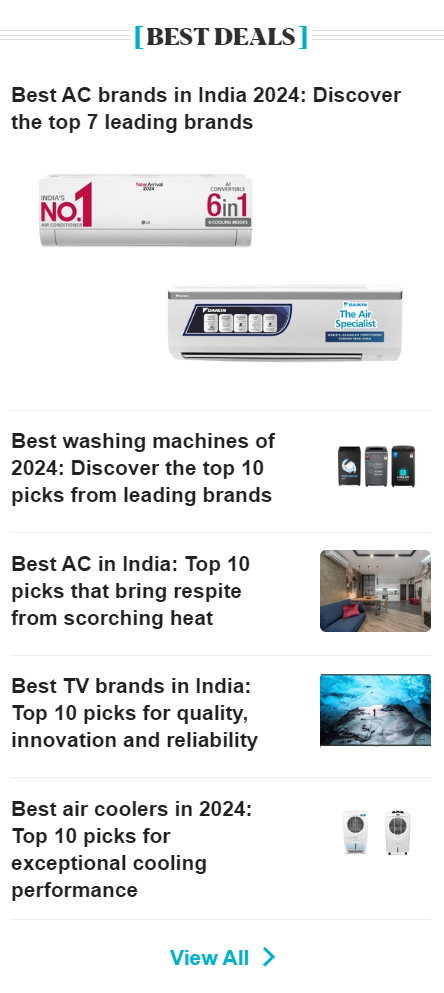 [ BEST DEALS ]
Best AC brands in India 2024: Discover
the top 7 leading brands
INDIA'S
NO.1
AIR CONDITIONER
New Arrival
2024
LG
AI
CONVERTIBLE
6in1
6 COOLING MODES
DAIKIN
DAIKIN
The Air
Specialist
Best washing machines of
2024: Discover the top 10
picks from leading brands
Best AC in India: Top 10
picks that bring respite
from scorching heat
Best TV brands in India:
Top 10 picks for quality,
innovation and reliability
Best air coolers in 2024:
Top 10 picks for
exceptional cooling
performance
View All